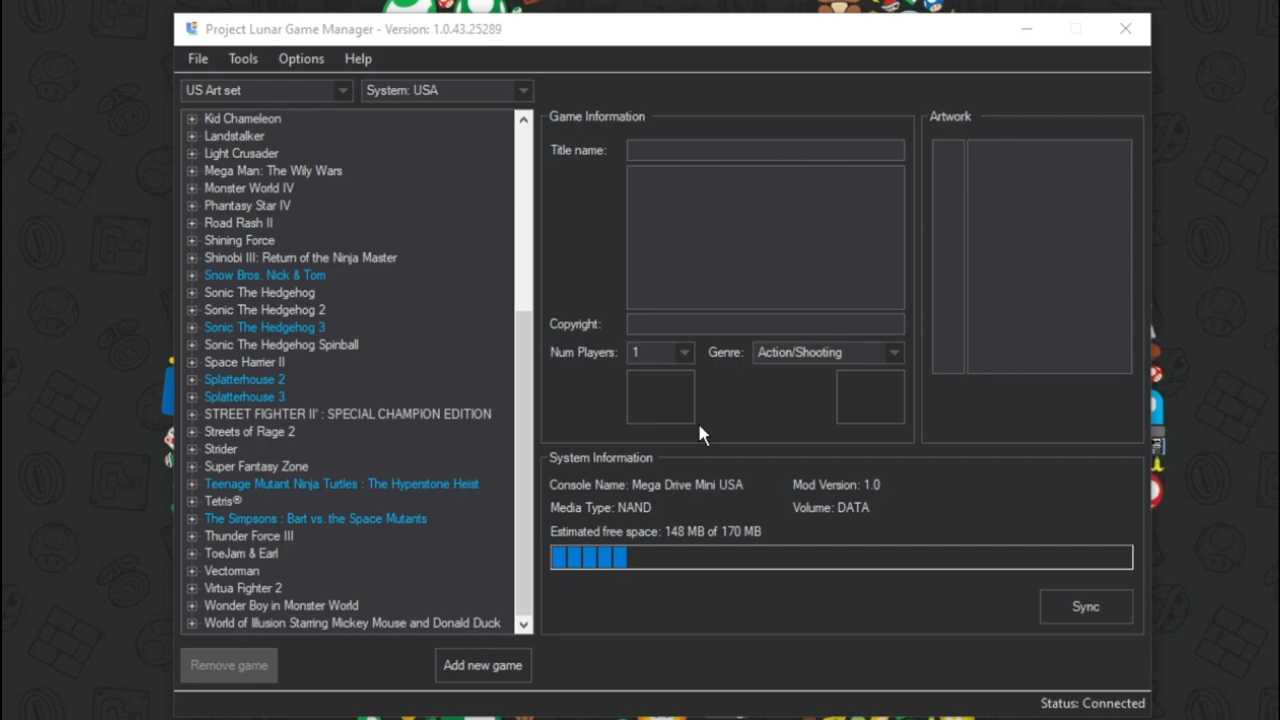 Project Lunar Game Manager - Version: 1.0.43.25289
File Tools Options Help
US Art set System: USA
Kid Chameleon
Landstalker
Light Crusader
Mega Man: The Wily Wars
Monster World IV
Phantasy Star IV
Road Rash II
Shining Force
Shinobi III: Return of the Ninja Master
Snow Bros. Nick & Tom
Sonic The Hedgehog
Sonic The Hedgehog 2
Sonic The Hedgehog 3
Sonic The Hedgehog Spinball
Space Harrier II
Splatterhouse 2
Splatterhouse 3
STREET FIGHTER II' : SPECIAL CHAMPION EDITION
Streets of Rage 2
Strider
Super Fantasy Zone
Teenage Mutant Ninja Turtles : The Hyperstone Heist
Tetris®
The Simpsons : Bart vs. the Space Mutants
Thunder Force III
ToeJam & Earl
Vectorman
Virtua Fighter 2
Wonder Boy in Monster World
World of Illusion Starring Mickey Mouse and Donald Duck
Remove game Add new game
Game Information
Title name:
Copyright:
Num Players: 1 Genre: Action/Shooting
Artwork
System Information
Console Name: Mega Drive Mini USA Mod Version: 1.0
Media Type: NAND Volume: DATA
Estimated free space: 148 MB of 170 MB
Sync
Status: Connected